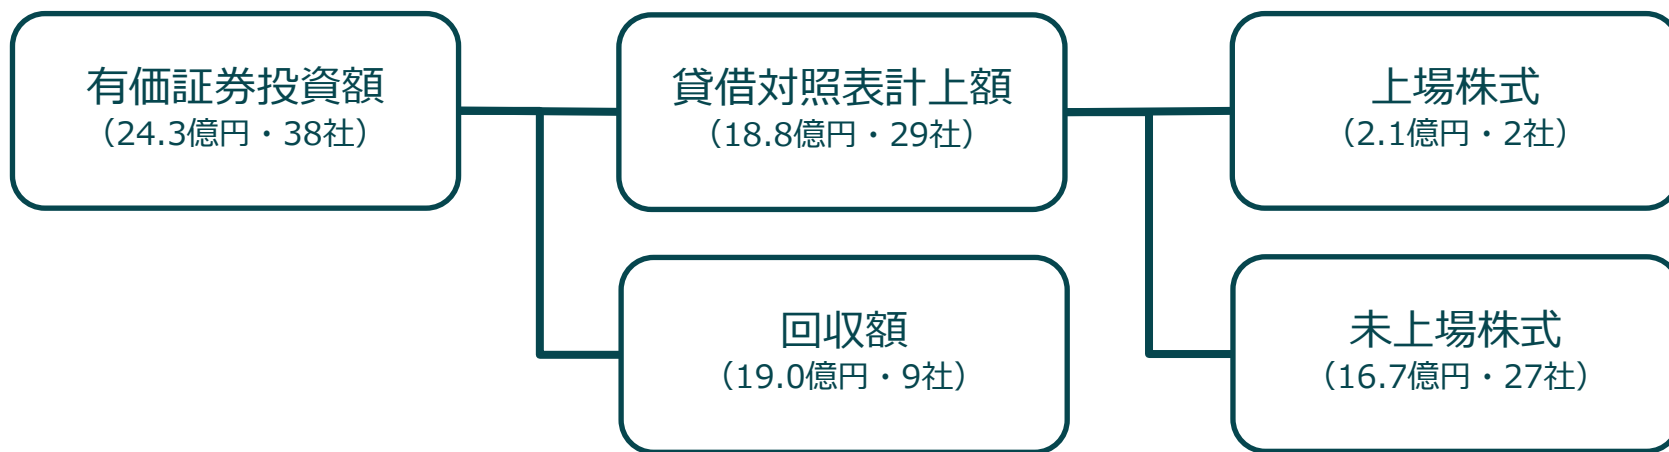 有価証券投資額
（24.3億円・38社）
貸借対照表計上額
（18.8億円・29社）
上場株式
（2.1億円・2社）
回収額
（19.0億円・9社）
未上場株式
（16.7億円・27社）